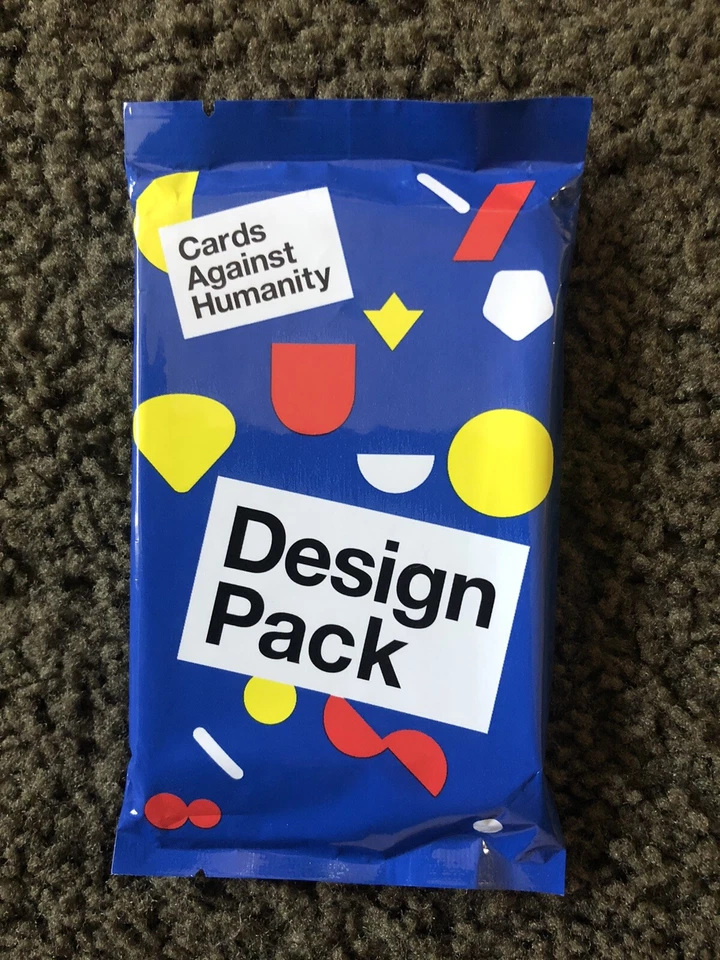 Cards
Against
Humanity
Design
Pack